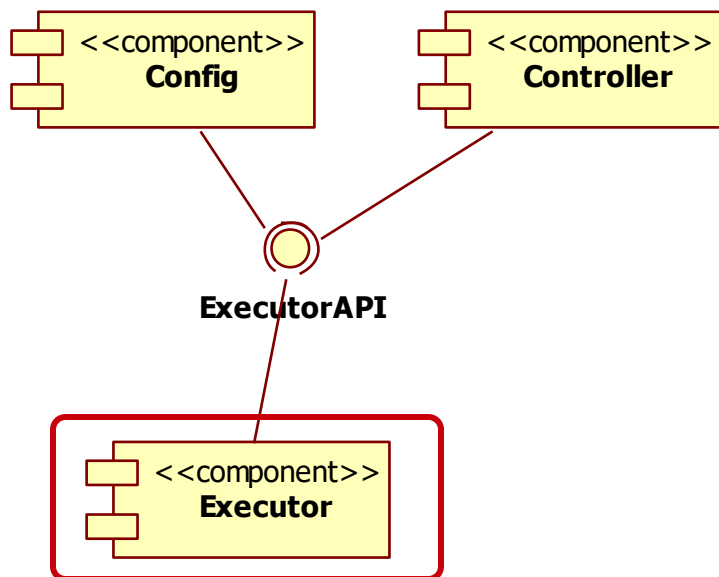 <<component>>
Config
<<component>>
Controller
ExecutorAPI
<<component>>
Executor